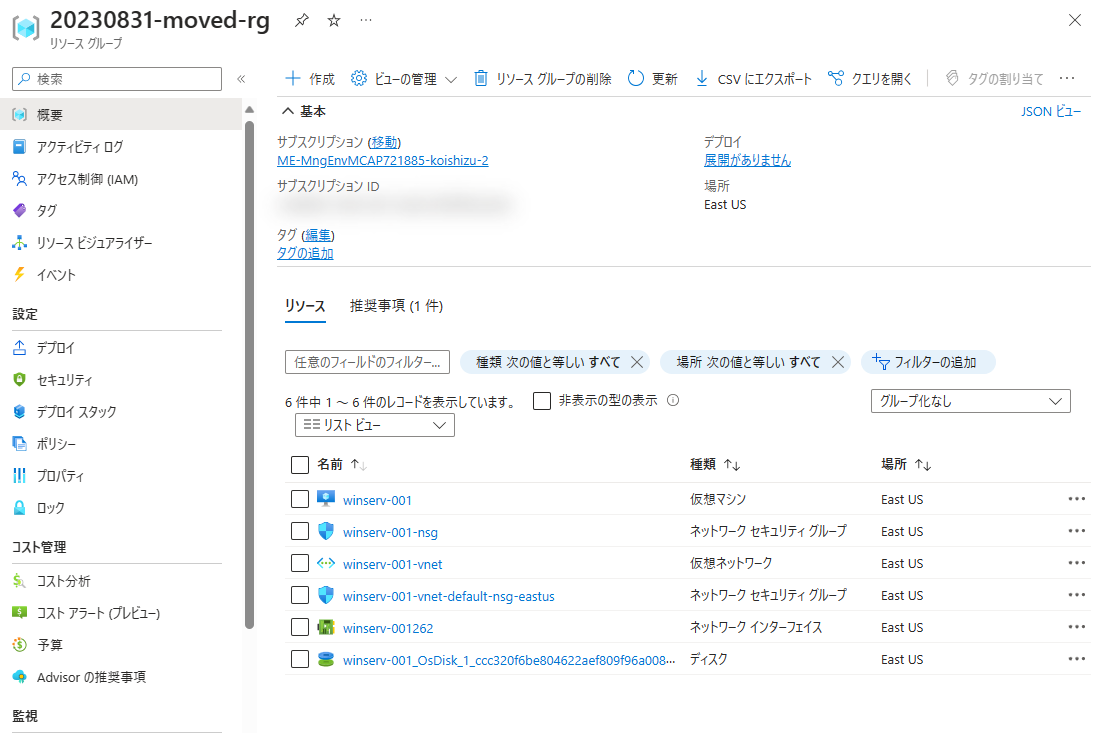 20230831-moved-rg
リソース グループ
検索
作成 ビューの管理 リソース グループの削除 更新 CSV にエクスポート クエリを開く タグの割り当て
概要
アクティビティ ログ
アクセス制御 (IAM)
タグ
リソース ビジュアライザー
イベント
設定
デプロイ
セキュリティ
デプロイ スタック
ポリシー
プロパティ
ロック
コスト管理
コスト分析
コスト アラート (プレビュー)
予算
Advisor の推奨事項
監視
基本
JSON ビュー
サブスクリプション (移動)
ME-MngEnvMCAP721885-koishizu-2
サブスクリプション ID
タグ (編集)
タグの追加
デプロイ
展開がありません
場所
East US
リソース 推奨事項 (1 件)
任意のフィールドのフィルター... 種類 次の値と等しい すべて 場所 次の値と等しい すべて フィルターの追加
6 件中 1 ～ 6 件のレコードを表示しています。 非表示の型の表示 グループ化なし
リスト ビュー
名前 種類 場所
winserv-001 仮想マシン East US
winserv-001-nsg ネットワーク セキュリティ グループ East US
winserv-001-vnet 仮想ネットワーク East US
winserv-001-vnet-default-nsg-eastus ネットワーク セキュリティ グループ East US
winserv-001262 ネットワーク インターフェイス East US
winserv-001_OsDisk_1_ccc320f6be804622aef809f96a008... ディスク East US